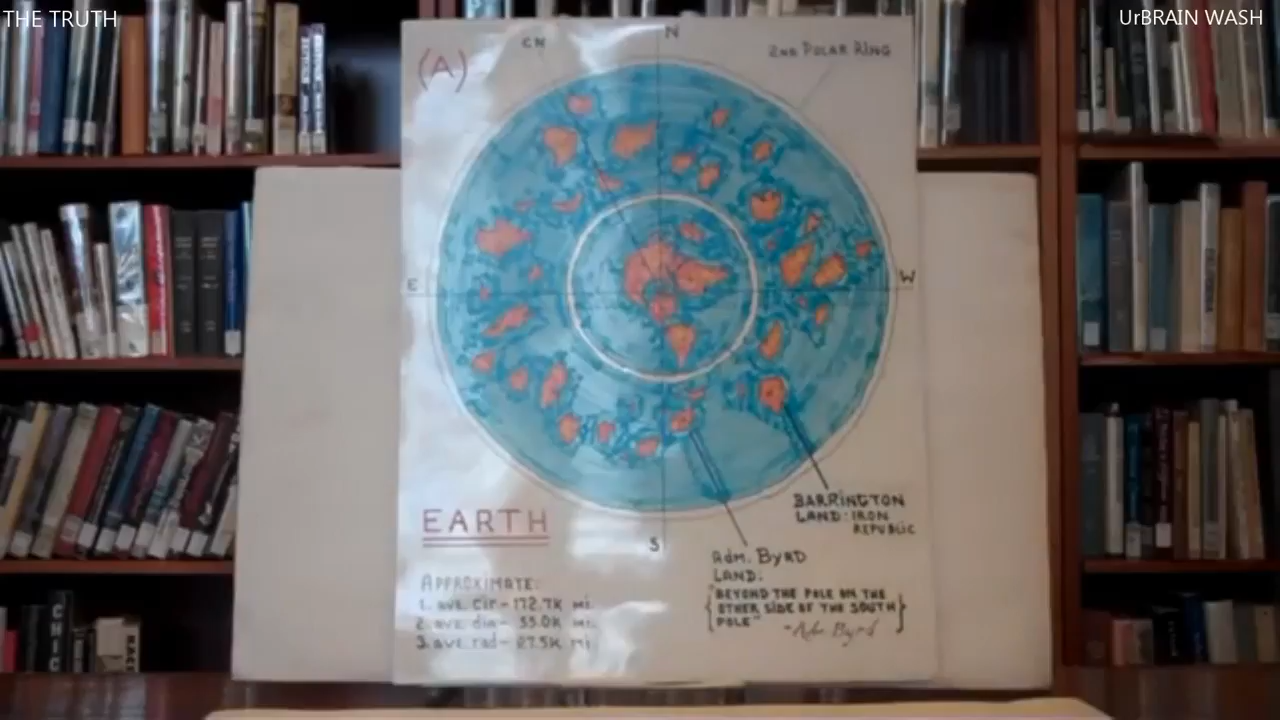 THE TRUTH
UrBRAIN WASH
(A)
CN
N
2ND POLAR RING
E
W
S
EARTH
BARRINGTON
LAND: IRON
REPUBLIC
ADM. BYRD
LAND:
"BEYOND THE POLE ON THE
OTHER SIDE OF THE SOUTH
POLE"
-Adm Byrd
APPROXIMATE:
1. AVE. CIR- 172.7K MI.
2. AVE. DIA- 55.0K MI.
3. AVE. RAD- 27.5K MI.